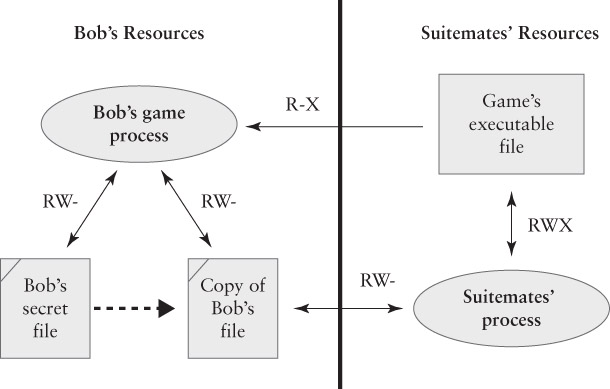 Bob's Resources
Suitemates' Resources
Bob's game
process
R-X
Game's
executable
file
RW-
RW-
RWX
Bob's
secret
file
Copy of
Bob's
file
RW-
Suitemates'
process